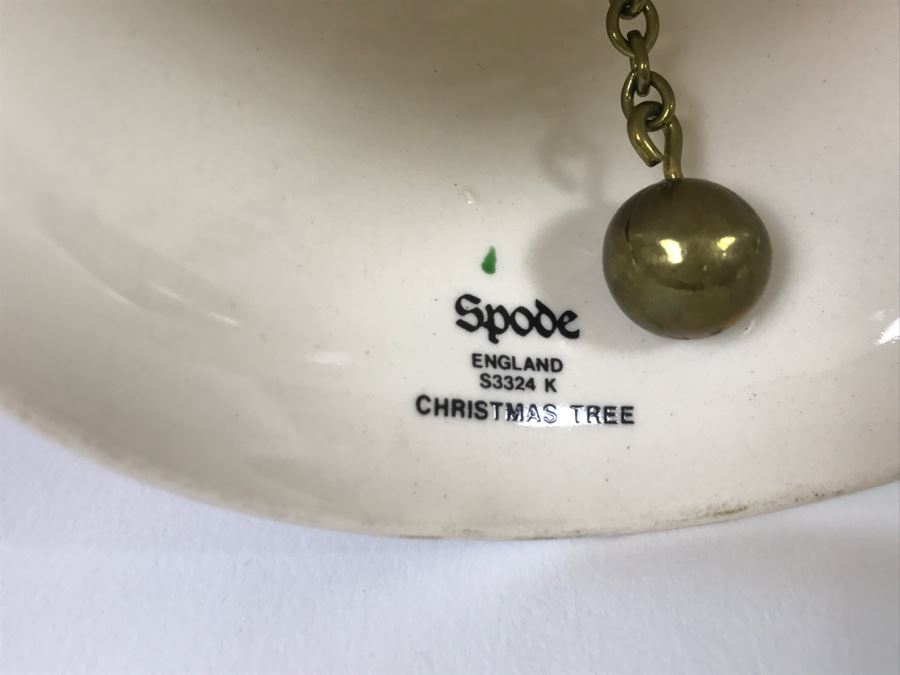 Spode
ENGLAND
S3324 K
CHRISTMAS TREE